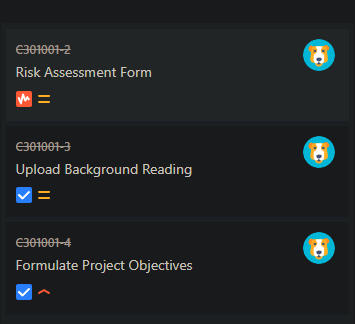 C301001-2
Risk Assessment Form
C301001-3
Upload Background Reading
C301001-4
Formulate Project Objectives